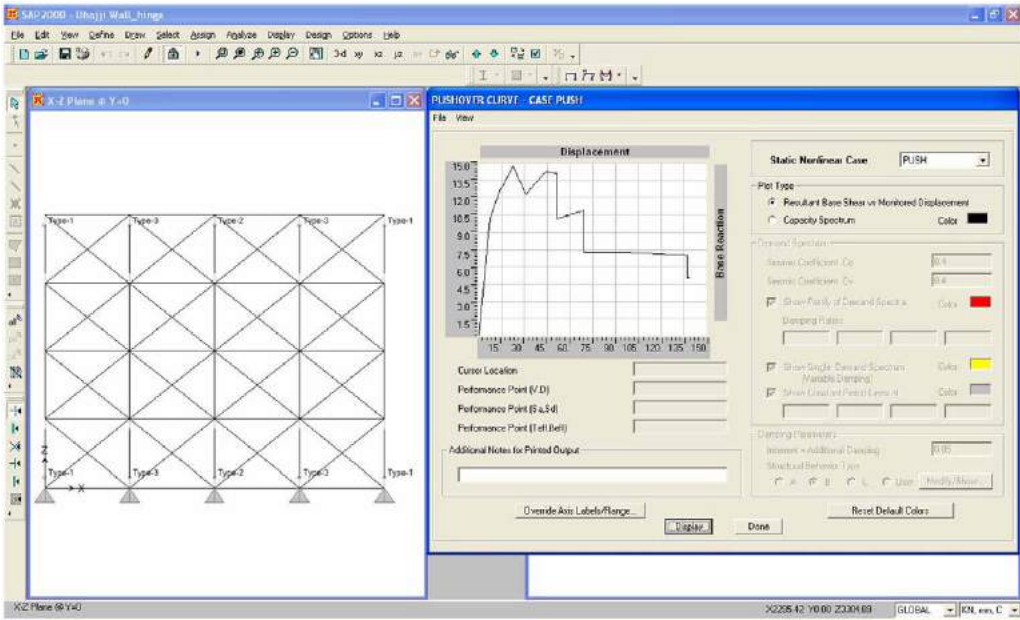 SAP2000 - Dhajji Wall_hinge
File Edit View Define Draw Select Assign Analyze Display Design Options Help
3-d xy xz yz
X-Z Plane @ Y=0
Type-1 Type-3 Type-2 Type-3 Type-1
Z
Type-1 Type-3 Type-2 Type-3 Type-1
X
PUSHOVER CURVE - CASE PUSH
File View
Displacement
15.0
13.5
12.0
10.5
9.0
7.5
6.0
4.5
3.0
1.5
15. 30. 45. 60. 75. 90. 105. 120. 135. 150.
Base Reaction
Cursor Location
Performance Point (V,D)
Performance Point (Sa,Sd)
Performance Point (Teff,Beff)
Additional Notes for Printed Output
Static Nonlinear Case PUSH
Plot Type
Resultant Base Shear vs Monitored Displacement
Capacity Spectrum Color
Demand Spectrum
Seismic Coefficient Ca 0.4
Seismic Coefficient Cv 0.4
Show Family of Demand Spectra Color
Damping Ratios
Show Single Demand Spectrum Color
(Variable Damping)
Show Constant Period Lines at Color
Damping Parameters
Inherent + Additional Damping 0.05
Structural Behavior Type
A B C User Modify/Show...
Override Axis Labels/Range... Reset Default Colors
Display Done
X-Z Plane @ Y=0 GLOBAL KN, mm, C